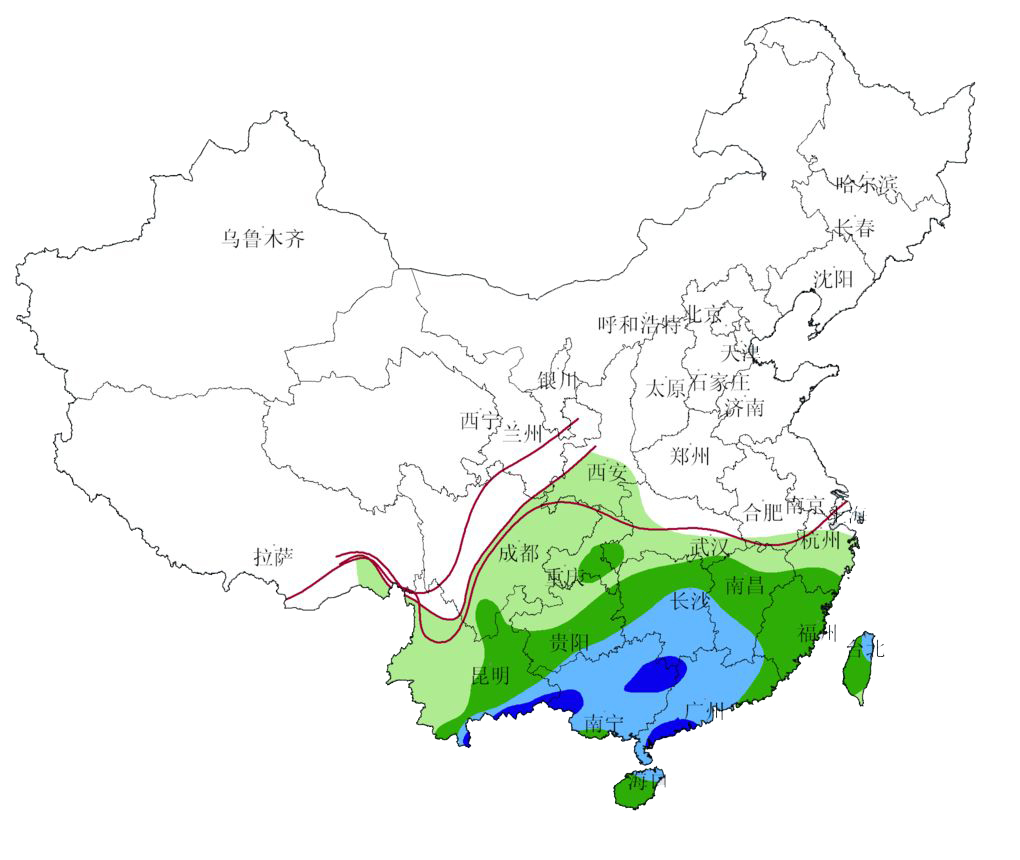 哈尔滨
长春
乌鲁木齐
沈阳
北京
呼和浩特
天津
银川
石家庄
太原
济南
西宁
兰州
郑州
西安
南京
合肥
上海
杭州
武汉
成都
拉萨
重庆
南昌
长沙
福州
贵阳
台北
昆明
广州
南宁
海口